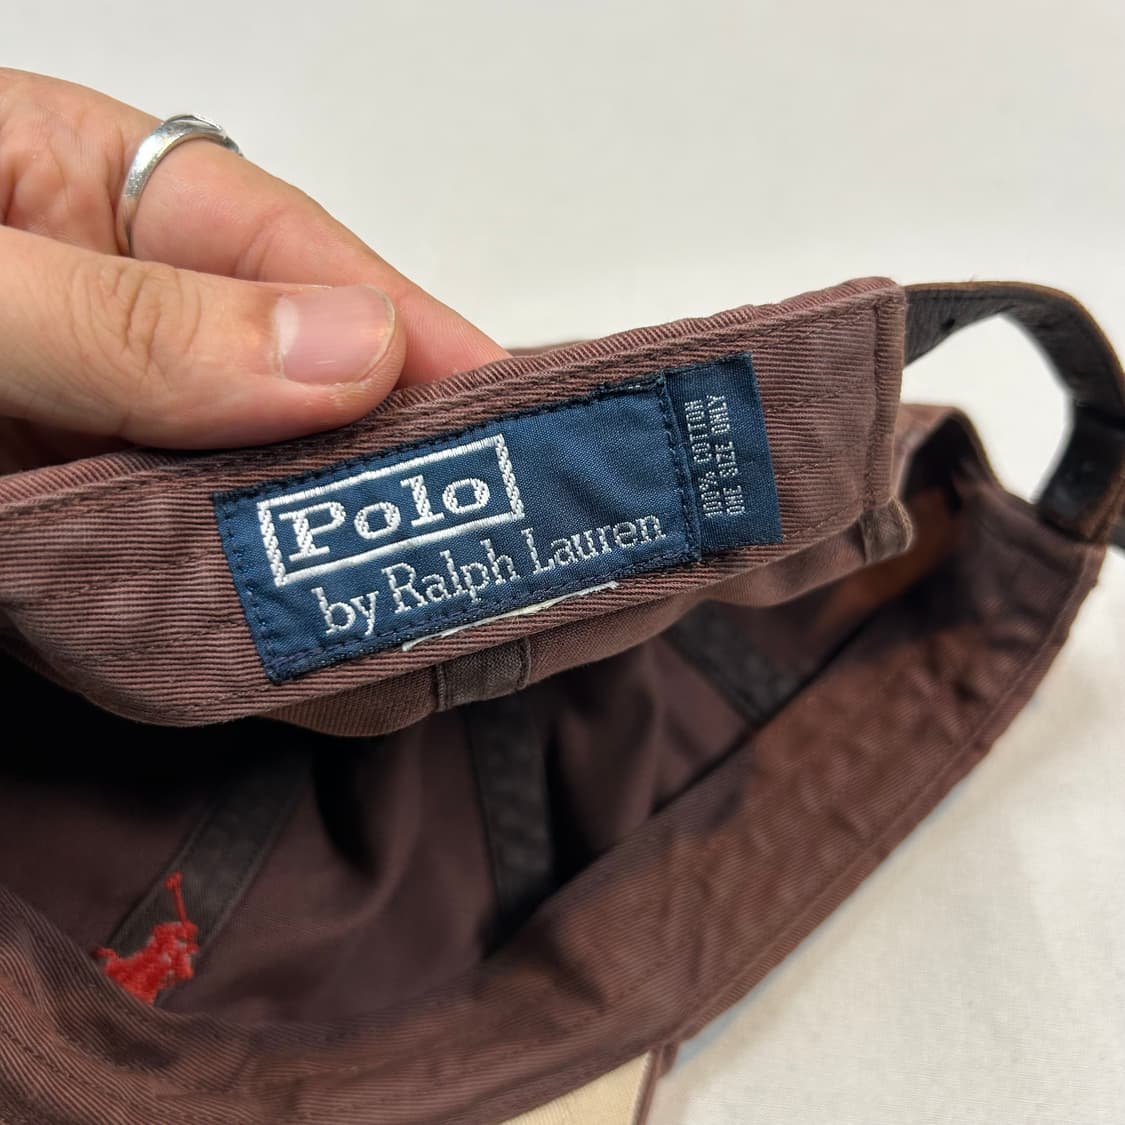 Polo
by Ralph Lauren
100% COTTON
ONE SIZE ONLY